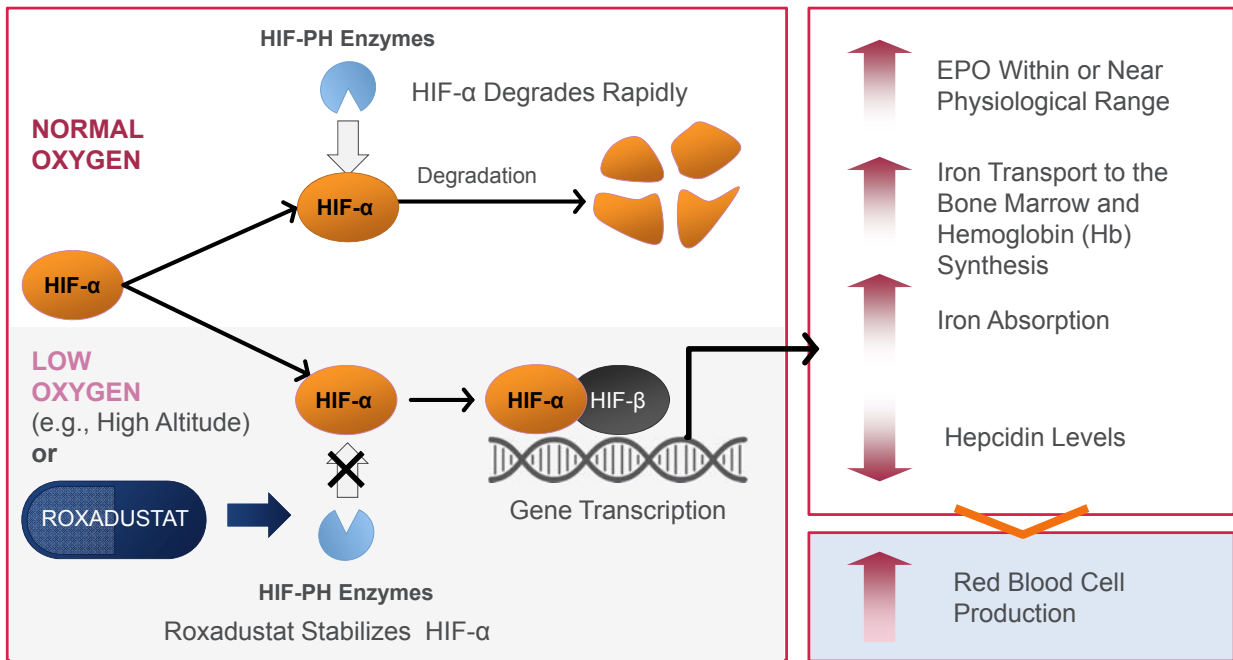 HIF-PH Enzymes
HIF-α Degrades Rapidly
NORMAL
OXYGEN
HIF-α
Degradation
HIF-α
LOW
OXYGEN
(e.g., High Altitude)
or
ROXADUSTAT
HIF-α
HIF-α
HIF-β
Gene Transcription
HIF-PH Enzymes
Roxadustat Stabilizes HIF-α
EPO Within or Near
Physiological Range
Iron Transport to the
Bone Marrow and
Hemoglobin (Hb)
Synthesis
Iron Absorption
Hepcidin Levels
Red Blood Cell
Production